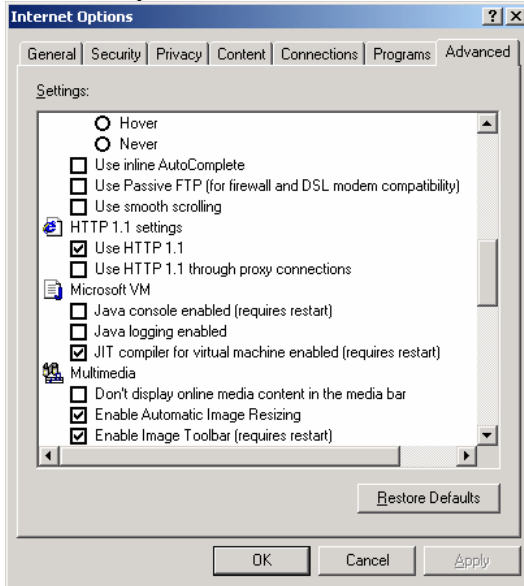 Internet Options
General Security Privacy Content Connections Programs Advanced
Settings:
Hover
Never
Use inline AutoComplete
Use Passive FTP (for firewall and DSL modem compatibility)
Use smooth scrolling
HTTP 1.1 settings
Use HTTP 1.1
Use HTTP 1.1 through proxy connections
Microsoft VM
Java console enabled (requires restart)
Java logging enabled
JIT compiler for virtual machine enabled (requires restart)
Multimedia
Don't display online media content in the media bar
Enable Automatic Image Resizing
Enable Image Toolbar (requires restart)
Restore Defaults
OK Cancel Apply